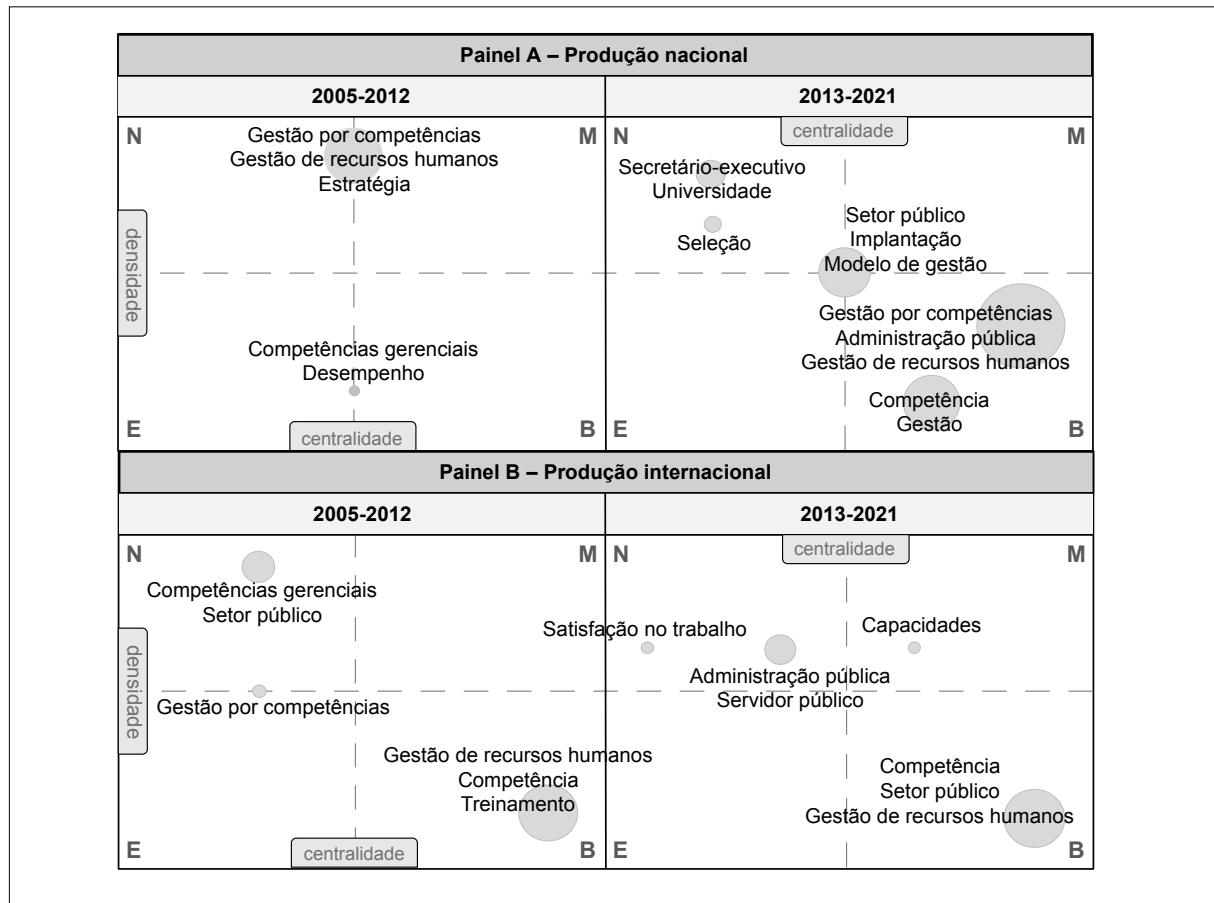 Painel A – Produção nacional
2005-2012
2013-2021
N
Gestão por competências
Gestão de recursos humanos
Estratégia
M
densidade
Competências gerenciais
Desempenho
E
centralidade
B
N
centralidade
M
Secretário-executivo
Universidade
Seleção
Setor público
Implantação
Modelo de gestão
Gestão por competências
Administração pública
Gestão de recursos humanos
Competência
Gestão
E
B
Painel B – Produção internacional
2005-2012
2013-2021
N
M
Competências gerenciais
Setor público
densidade
Gestão por competências
Gestão de recursos humanos
Competência
Treinamento
E
centralidade
B
N
centralidade
M
Satisfação no trabalho
Capacidades
Administração pública
Servidor público
Competência
Setor público
Gestão de recursos humanos
E
B